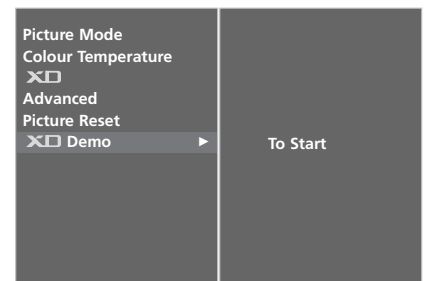 Picture Mode
Colour Temperature
XD
Advanced
Picture Reset
XD Demo ►
To Start